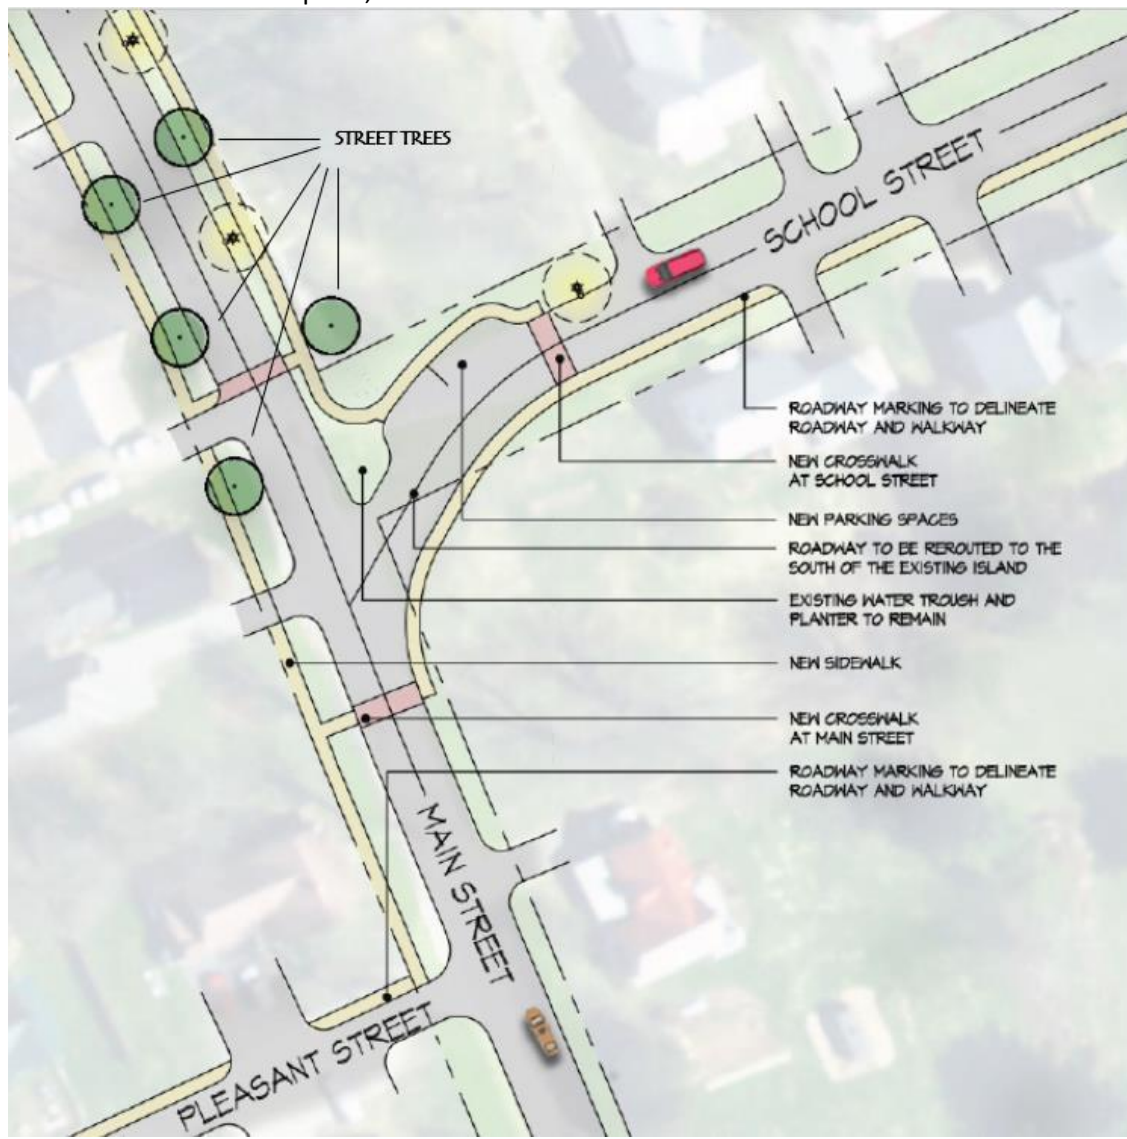 STREET TREES
SCHOOL STREET
ROADWAY MARKING TO DELINEATE
ROADWAY AND WALKWAY
NEW CROSSWALK
AT SCHOOL STREET
NEW PARKING SPACES
ROADWAY TO BE REROUTED TO THE
SOUTH OF THE EXISTING ISLAND
EXISTING WATER TROUGH AND
PLANTER TO REMAIN
NEW SIDEWALK
NEW CROSSWALK
AT MAIN STREET
ROADWAY MARKING TO DELINEATE
ROADWAY AND WALKWAY
MAIN STREET
PLEASANT STREET